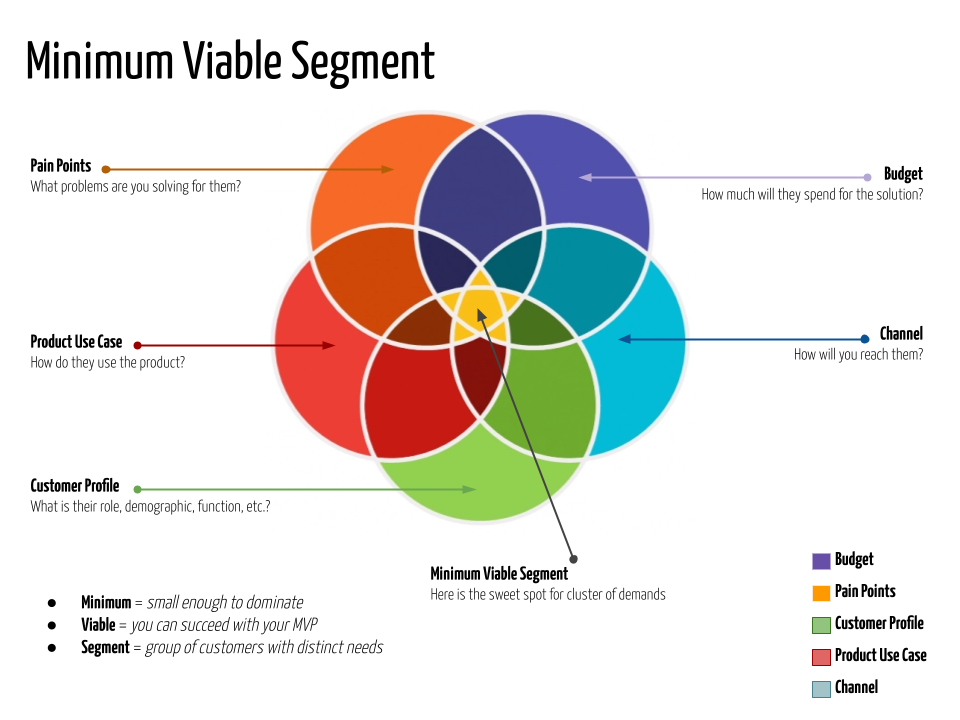 Minimum Viable Segment
Pain Points
What problems are you solving for them?
Budget
How much will they spend for the solution?
Product Use Case
How do they use the product?
Channel
How will you reach them?
Customer Profile
What is their role, demographic, function, etc.?
Minimum Viable Segment
Here is the sweet spot for cluster of demands
● Minimum = small enough to dominate
● Viable = you can succeed with your MVP
● Segment = group of customers with distinct needs
Budget
Pain Points
Customer Profile
Product Use Case
Channel